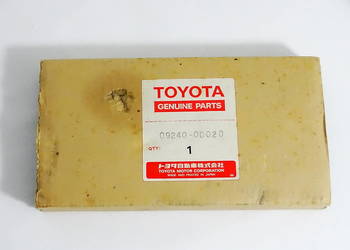 TOYOTA
GENUINE PARTS
09240-00020
QTY: 1
トヨタ自動車株式会社
TOYOTA MOTOR CORPORATION
MADE AND PRINTED IN JAPAN